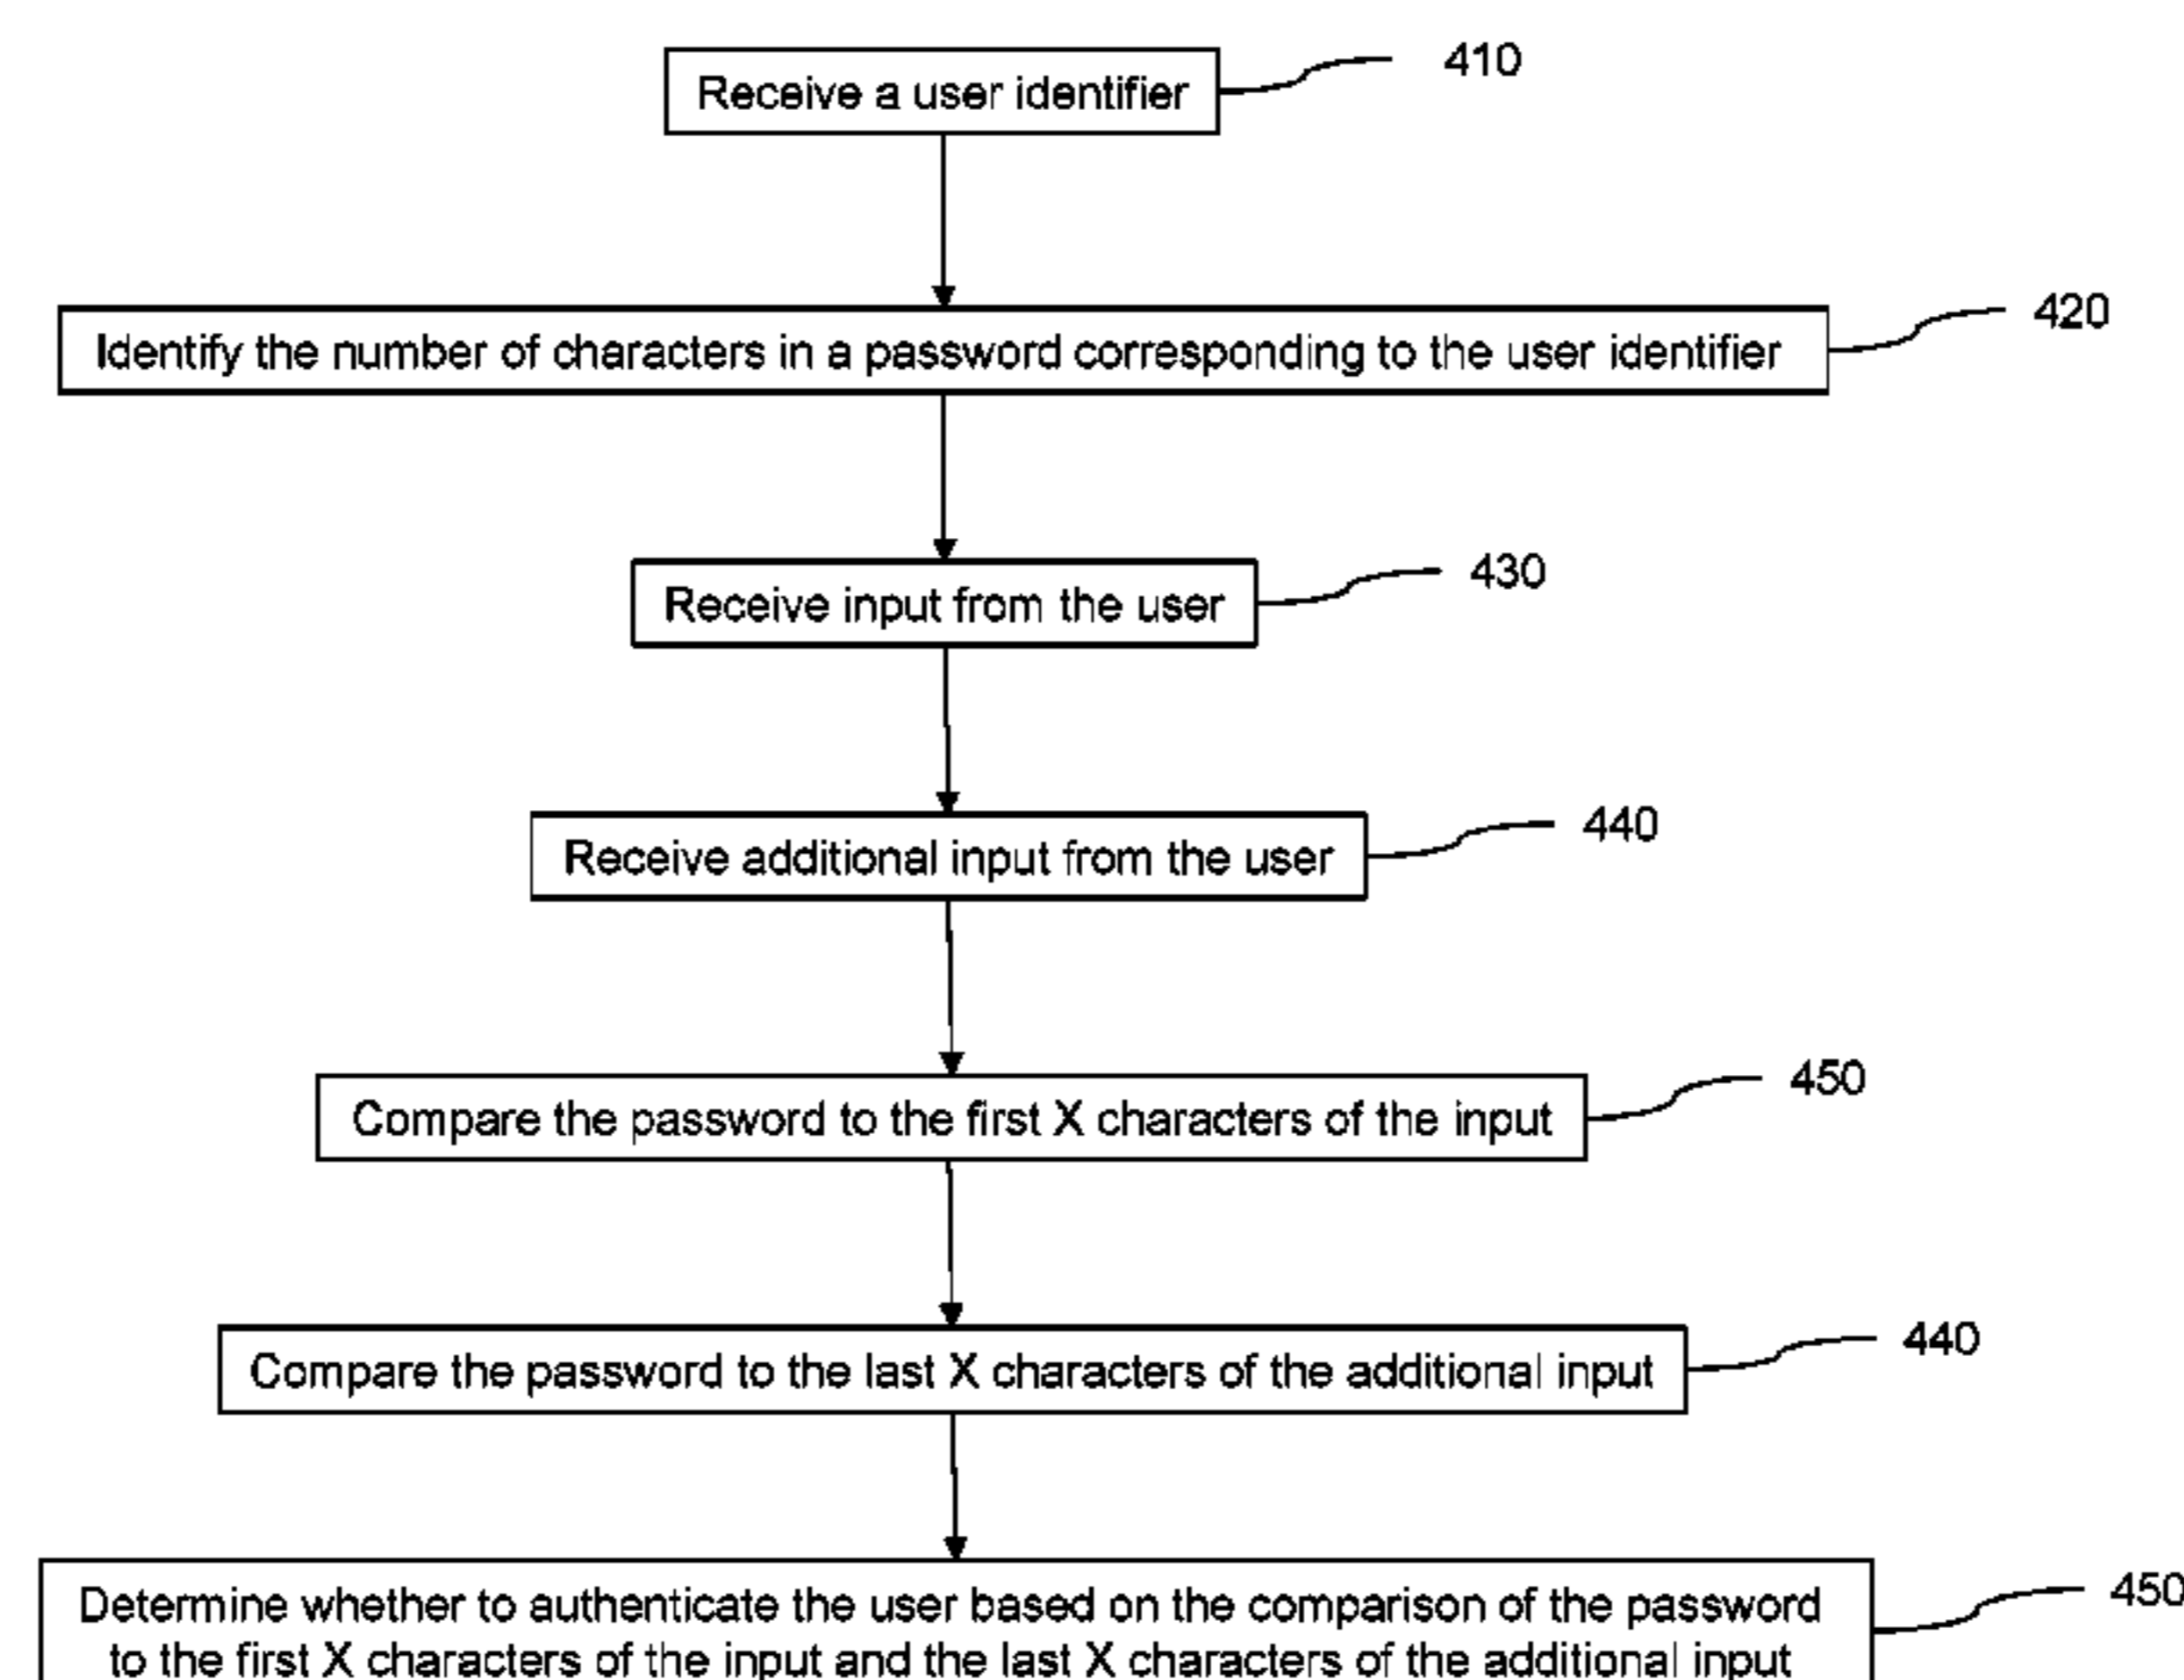 Receive a user identifier
410
Identify the number of characters in a password corresponding to the user identifier
420
Receive input from the user
430
Receive additional input from the user
440
Compare the password to the first X characters of the input
450
Compare the password to the last X characters of the additional input
440
Determine whether to authenticate the user based on the comparison of the password
to the first X characters of the input and the last X characters of the additional input
450